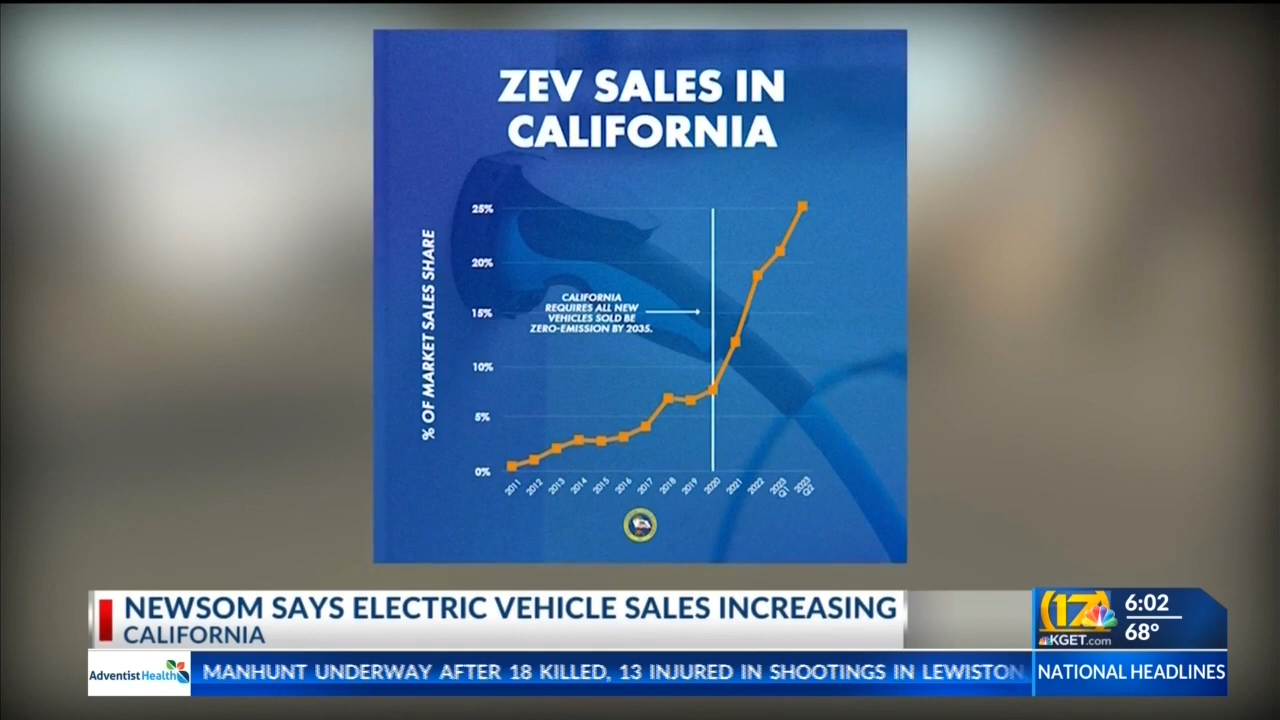 ZEV SALES IN
CALIFORNIA
% OF MARKET SALES SHARE
25%
20%
15%
10%
5%
0%
CALIFORNIA
REQUIRES ALL NEW
VEHICLES SOLD BE
ZERO-EMISSION BY 2035.
2011
2012
2013
2014
2015
2016
2017
2018
2019
2020
2021
2022
2023
Q1
2023
Q2
NEWSOM SAYS ELECTRIC VEHICLE SALES INCREASING
CALIFORNIA
17
KGET.com
6:02
68°
AdventistHealth
MANHUNT UNDERWAY AFTER 18 KILLED, 13 INJURED IN SHOOTINGS IN LEWISTON
NATIONAL HEADLINES